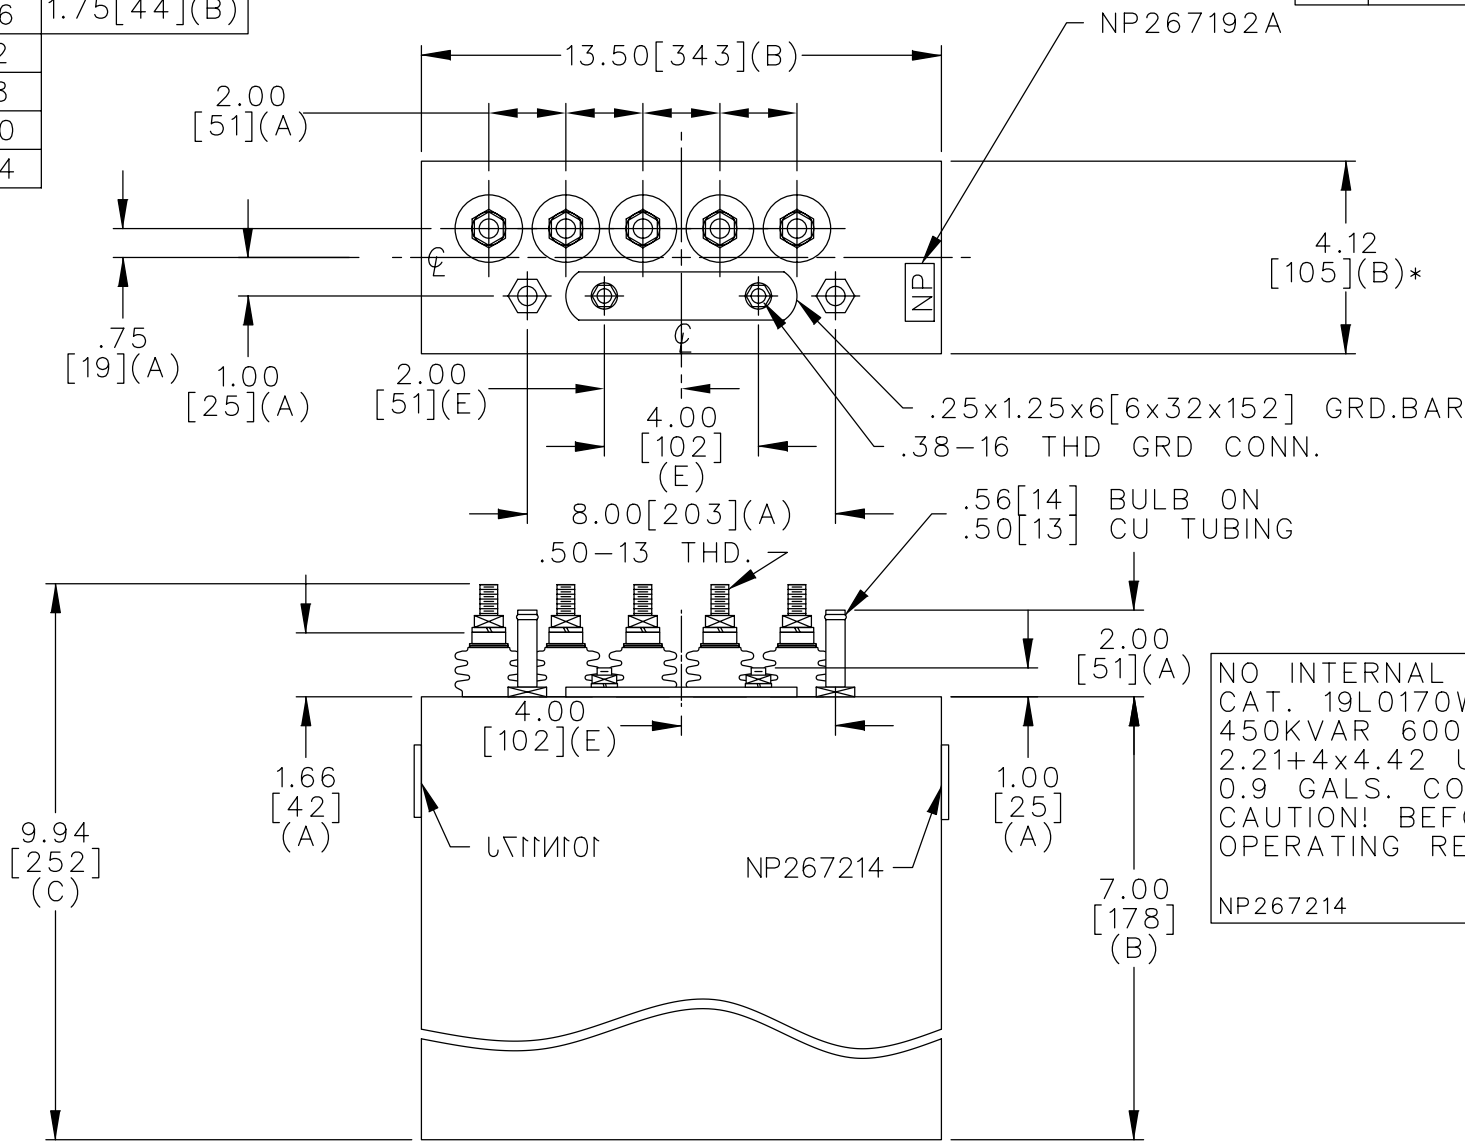 6
1.75[44](B)
2
3
0
4
NP267192A
13.50[343](B)
2.00
[51](A)
4.12
[105](B)*
NP
.75
[19](A)
1.00
[25](A)
2.00
[51](E)
4.00
[102]
(E)
.25x1.25x6[6x32x152] GRD.BAR
.38-16 THD GRD CONN.
8.00[203](A)
.56[14] BULB ON
.50[13] CU TUBING
.50-13 THD.
2.00
[51](A)
4.00
[102](E)
1.66
[42]
(A)
1.00
[25]
(A)
9.94
[252]
(C)
101N117J
NP267214
7.00
[178]
(B)
NO INTERNAL
CAT. 19L0170W
450KVAR 600
2.21+4x4.42 U
0.9 GALS. CO
CAUTION! BEFO
OPERATING RE
NP267214